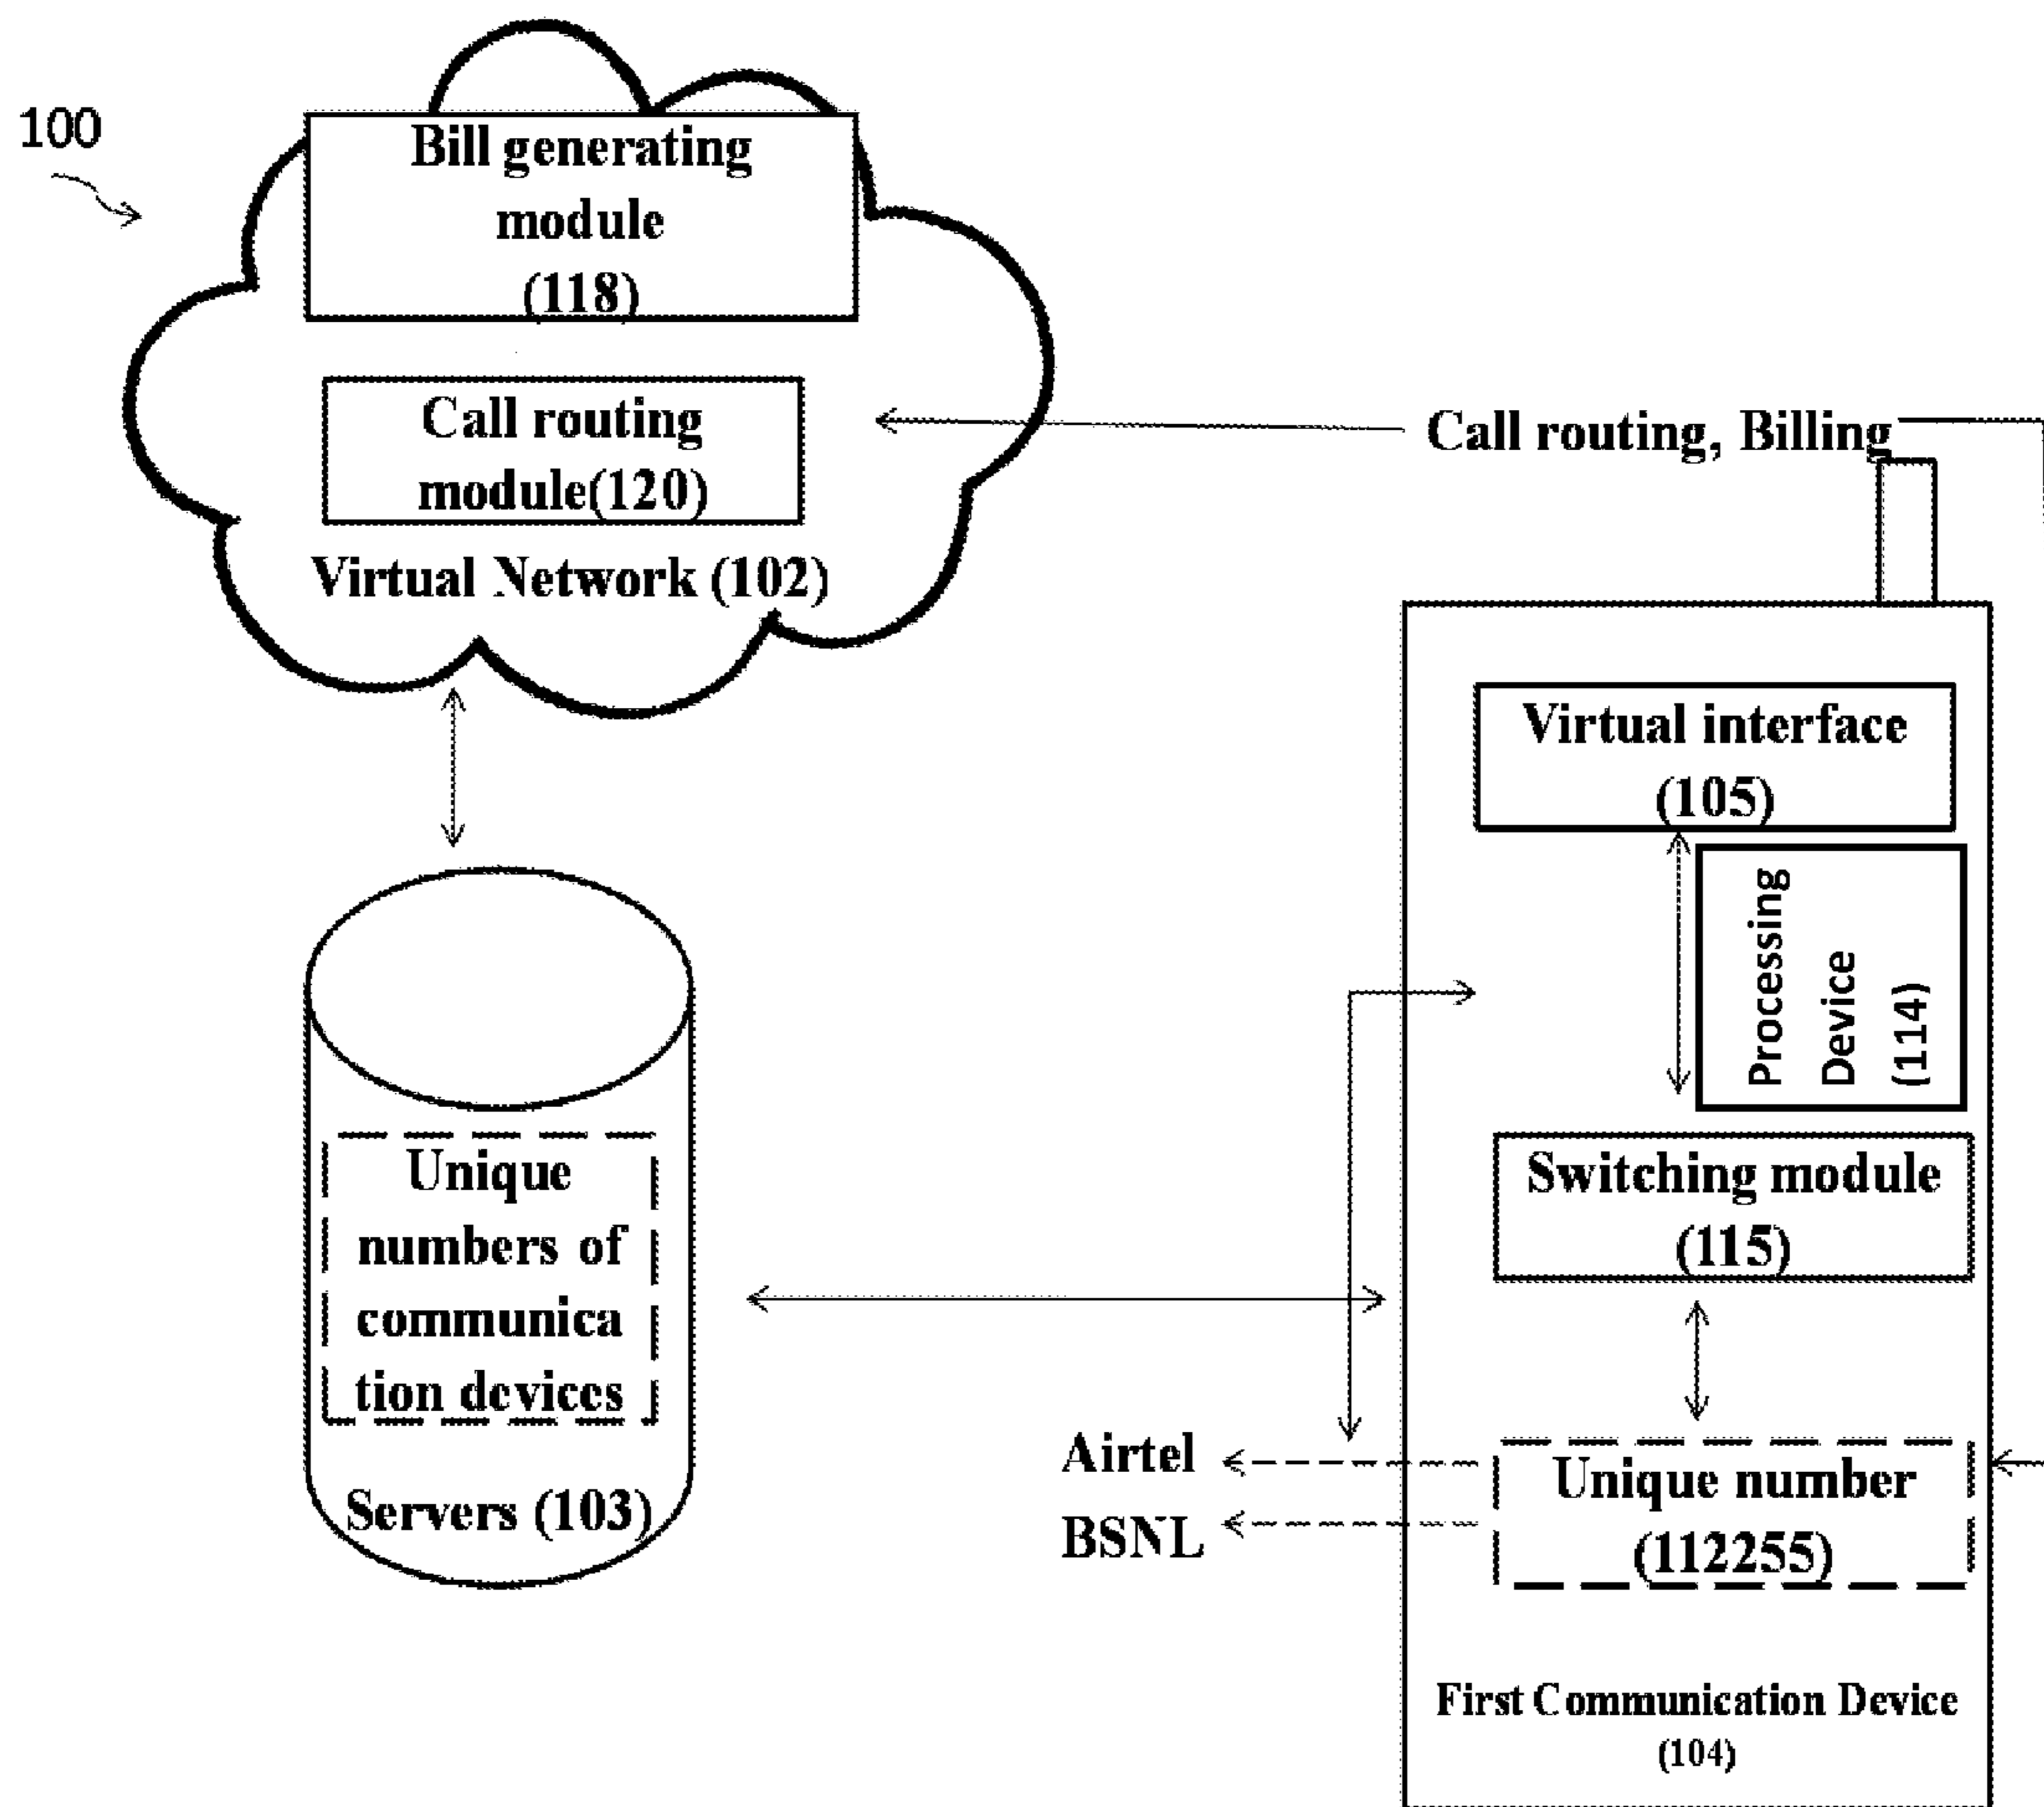 100
Bill generating
module
(118)
Call routing
module(120)
Virtual Network (102)
Call routing, Billing
Virtual interface
(105)
Processing
Device
(114)
Switching module
(115)
Unique
numbers of
communica
tion devices
Servers (103)
Airtel
BSNL
Unique number
(112255)
First Communication Device
(104)